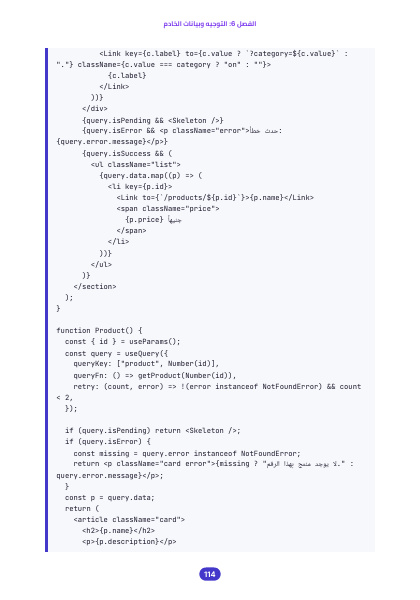 الفصل 6: التوجيه وبيانات الخادم
<Link key={c.label} to={c.value ? `?category=${c.value}` :
"."} className={c.value === category ? "on" : ""}>
{c.label}
</Link>
))}
</div>
{query.isPending && <Skeleton />}
{query.isError && <p className="error">حدث خطأ:
{query.error.message}</p>}
{query.isSuccess && (
<ul className="list">
{query.data.map((p) => (
<li key={p.id}>
<Link to={`/products/${p.id}`}>{p.name}</Link>
<span className="price">
{p.price} جنيهاً
</span>
</li>
))}
</ul>
)}
</section>
);
}
function Product() {
const { id } = useParams();
const query = useQuery({
queryKey: ["product", Number(id)],
queryFn: () => getProduct(Number(id)),
retry: (count, error) => !(error instanceof NotFoundError) && count
< 2,
});
if (query.isPending) return <Skeleton />;
if (query.isError) {
const missing = query.error instanceof NotFoundError;
return <p className="card error">{missing ? "لا يوجد منتج بهذا الرقم." :
query.error.message}</p>;
}
const p = query.data;
return (
<article className="card">
<h2>{p.name}</h2>
<p>{p.description}</p>
114